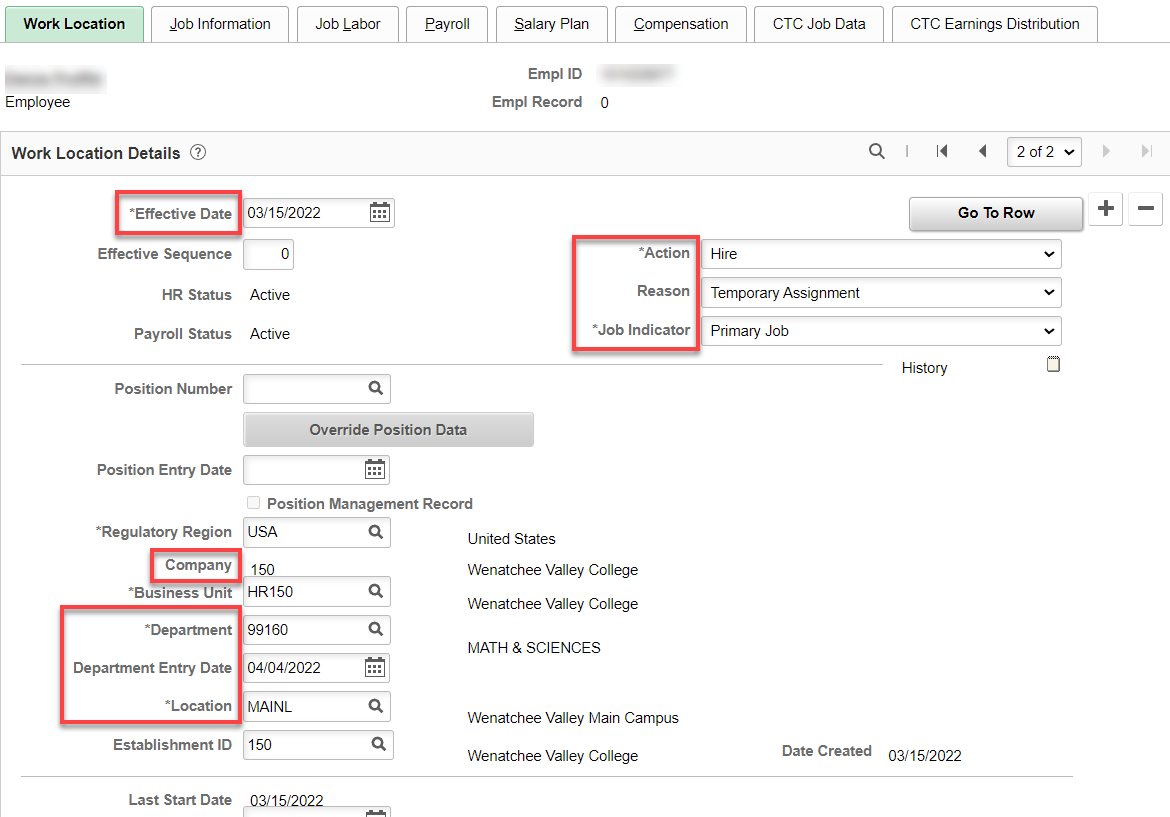 Work Location Job Information Job Labor Payroll Salary Plan Compensation CTC Job Data CTC Earnings Distribution
Empl ID
Employee Empl Record 0
Work Location Details ? 2 of 2
*Effective Date 03/15/2022 Go To Row
Effective Sequence 0 *Action Hire
HR Status Active Reason Temporary Assignment
Payroll Status Active *Job Indicator Primary Job
History
Position Number
Override Position Data
Position Entry Date
Position Management Record
*Regulatory Region USA United States
Company 150 Wenatchee Valley College
*Business Unit HR150 Wenatchee Valley College
*Department 99160 MATH & SCIENCES
Department Entry Date 04/04/2022
*Location MAINL Wenatchee Valley Main Campus
Establishment ID 150 Wenatchee Valley College Date Created 03/15/2022
Last Start Date 03/15/2022